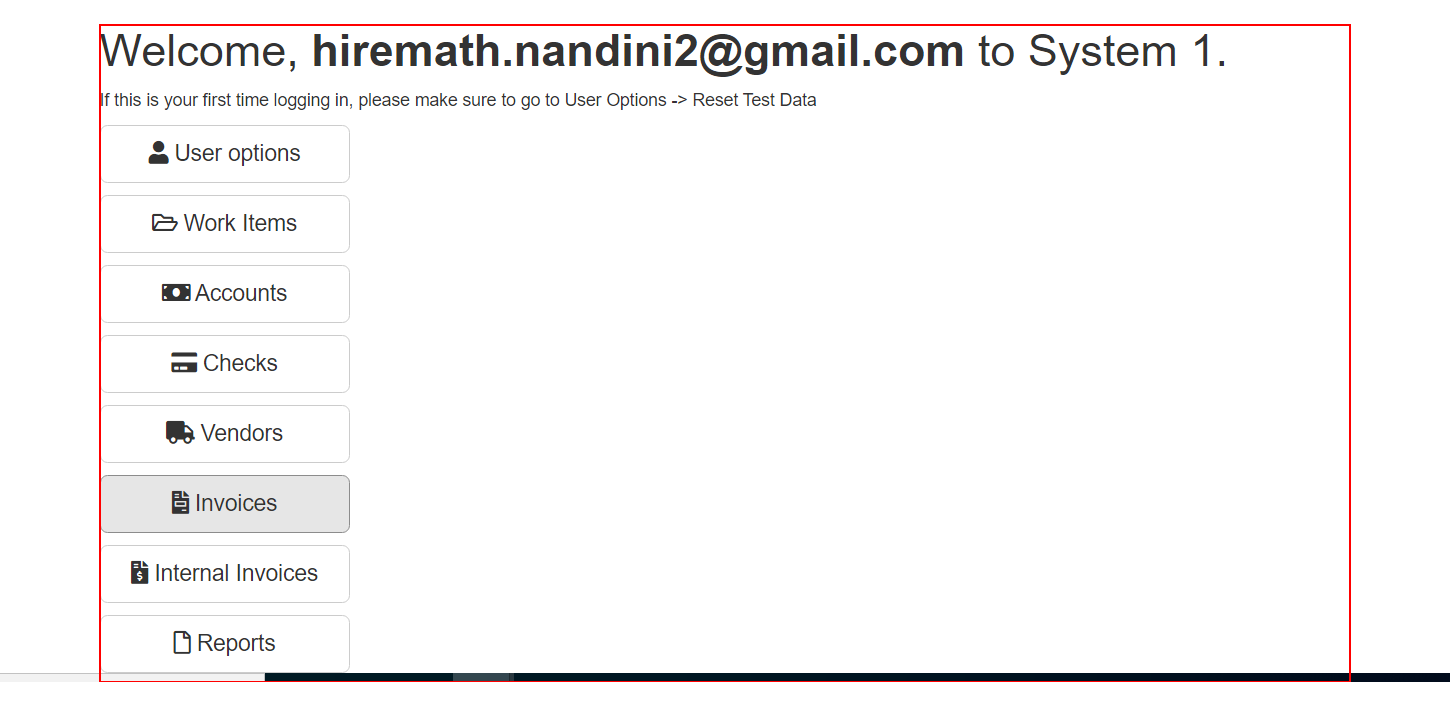 Welcome, hiremath.nandini2@gmail.com to System 1.
If this is your first time logging in, please make sure to go to User Options -> Reset Test Data
User options
Work Items
Accounts
Checks
Vendors
Invoices
Internal Invoices
Reports